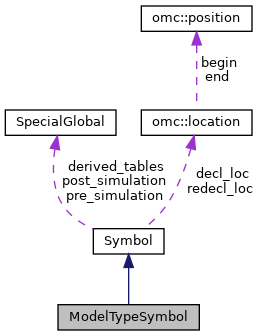 omc::position
begin
end
SpecialGlobal
omc::location
derived_tables
post_simulation
pre_simulation
decl_loc
redecl_loc
Symbol
ModelTypeSymbol